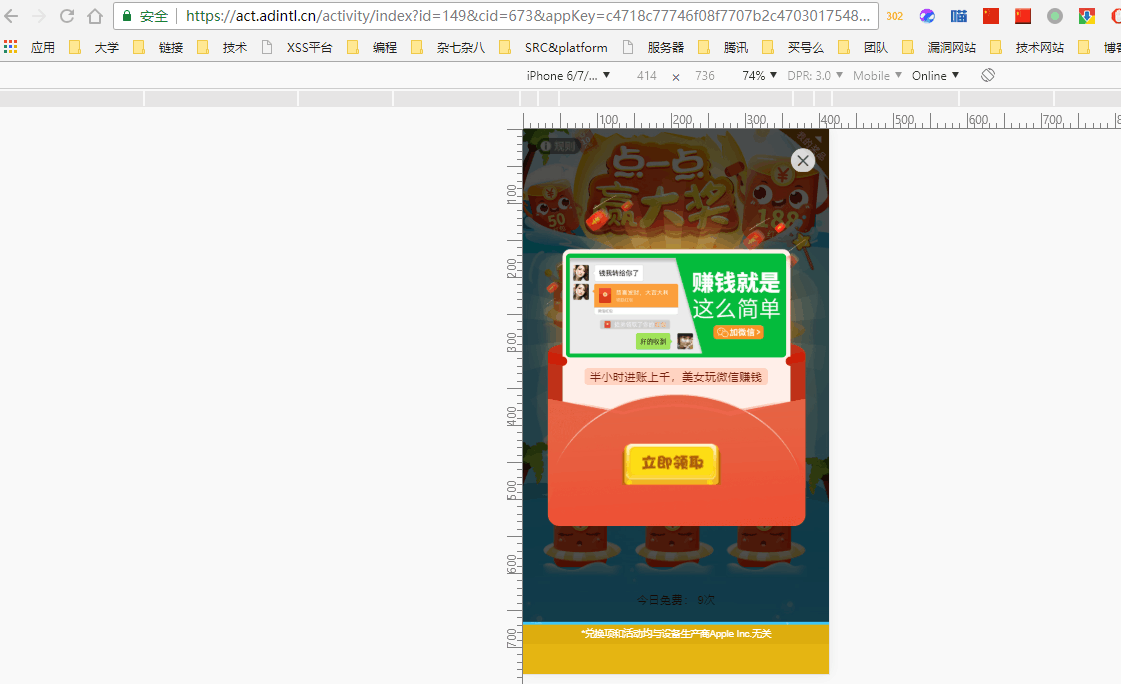 安全 https://act.adintl.cn/activity/index?id=149&cid=673&appKey=c4718c77746f08f7707b2c4703017548... 302
应用 大学 链接 技术 XSS平台 编程 杂七杂八 SRC&platform 服务器 腾讯 买号么 团队 漏洞网站 技术网站 博客
iPhone 6/7/... ▼ 414 × 736 74% ▼ DPR: 3.0 ▼ Mobile ▼ Online ▼
100 200 300 400 500 600 700
100
200
300
400
500
600
700
规则
点一点
赢大奖
50
188
钱我转给你了
赚钱就是
这么简单
加微信>
好的收到
半小时进账上千，美女玩微信赚钱
立即领取
今日免费： 9次
*兑换项和活动均与设备生产商Apple Inc.无关